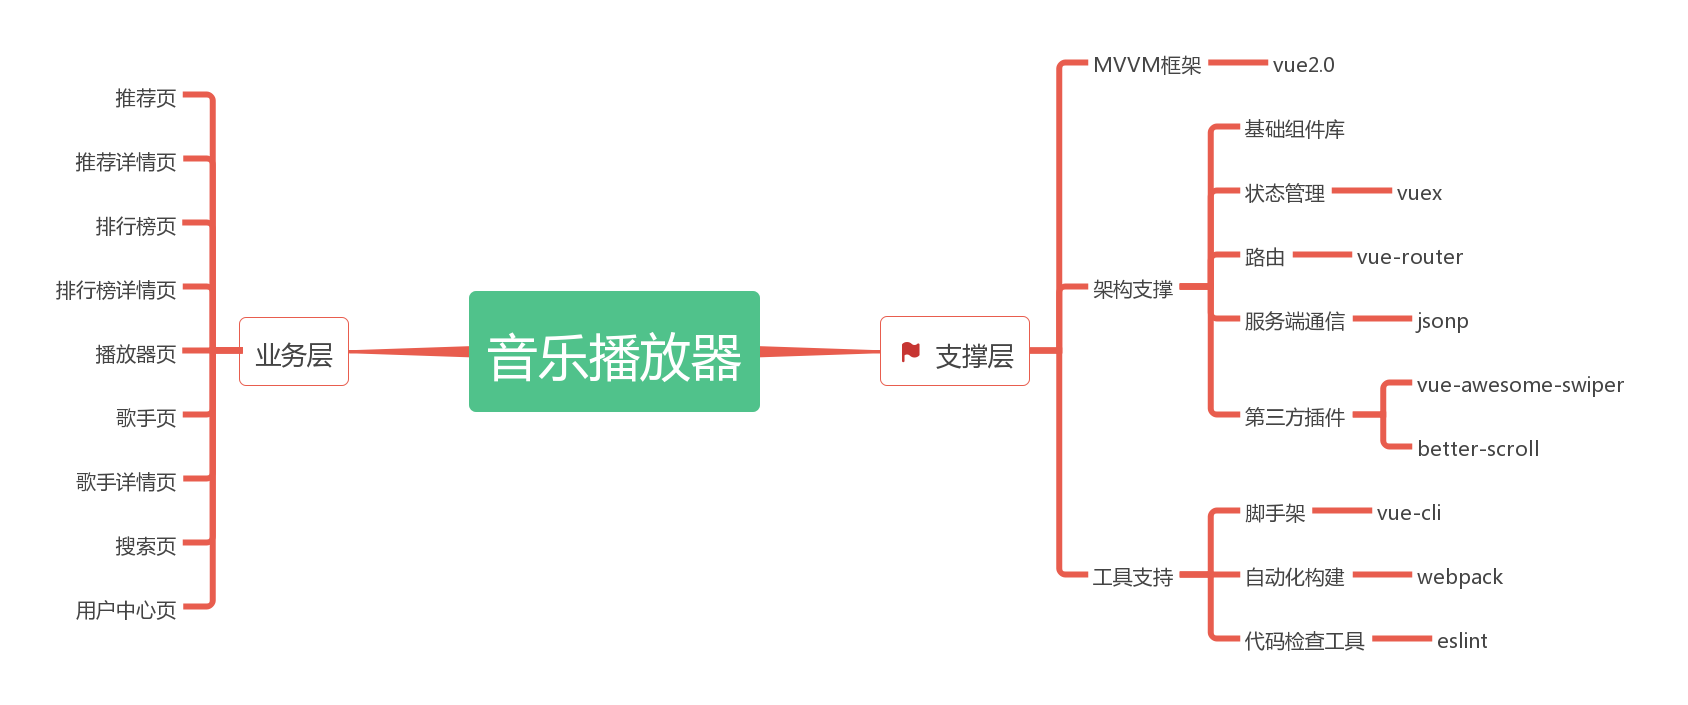 推荐页
推荐详情页
排行榜页
排行榜详情页
播放器页
歌手页
歌手详情页
搜索页
用户中心页
业务层
音乐播放器
支撑层
MVVM框架
vue2.0
架构支撑
基础组件库
状态管理
vuex
路由
vue-router
服务端通信
jsonp
第三方插件
vue-awesome-swiper
better-scroll
工具支持
脚手架
vue-cli
自动化构建
webpack
代码检查工具
eslint